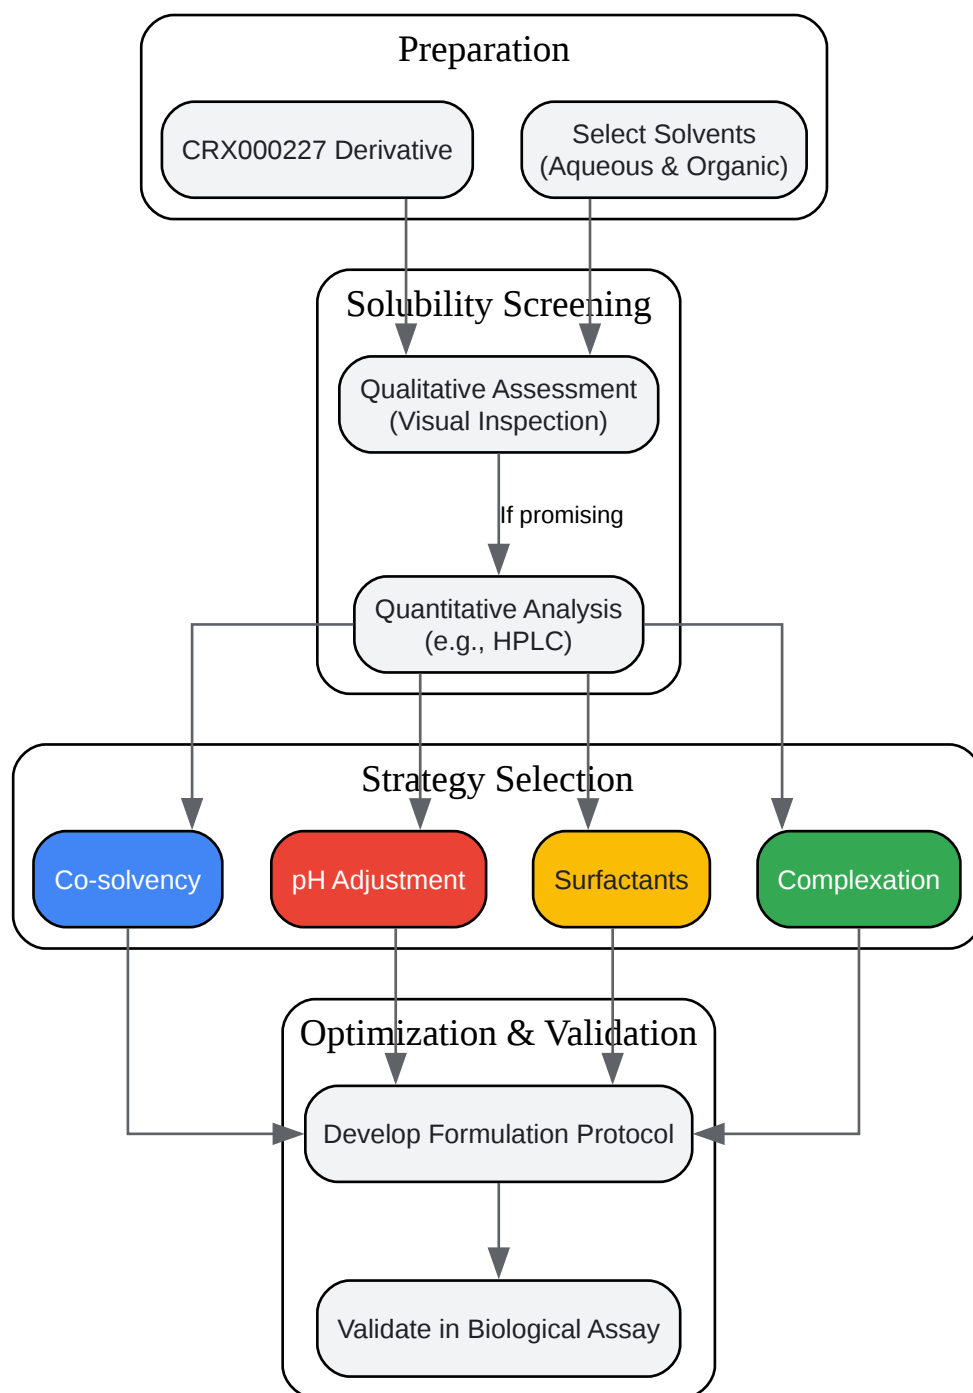 Preparation
CRX000227 Derivative
Select Solvents
(Aqueous & Organic)
Solubility Screening
Qualitative Assessment
(Visual Inspection)
If promising
Quantitative Analysis
(e.g., HPLC)
Strategy Selection
Co-solvency
pH Adjustment
Surfactants
Complexation
Optimization & Validation
Develop Formulation Protocol
Validate in Biological Assay